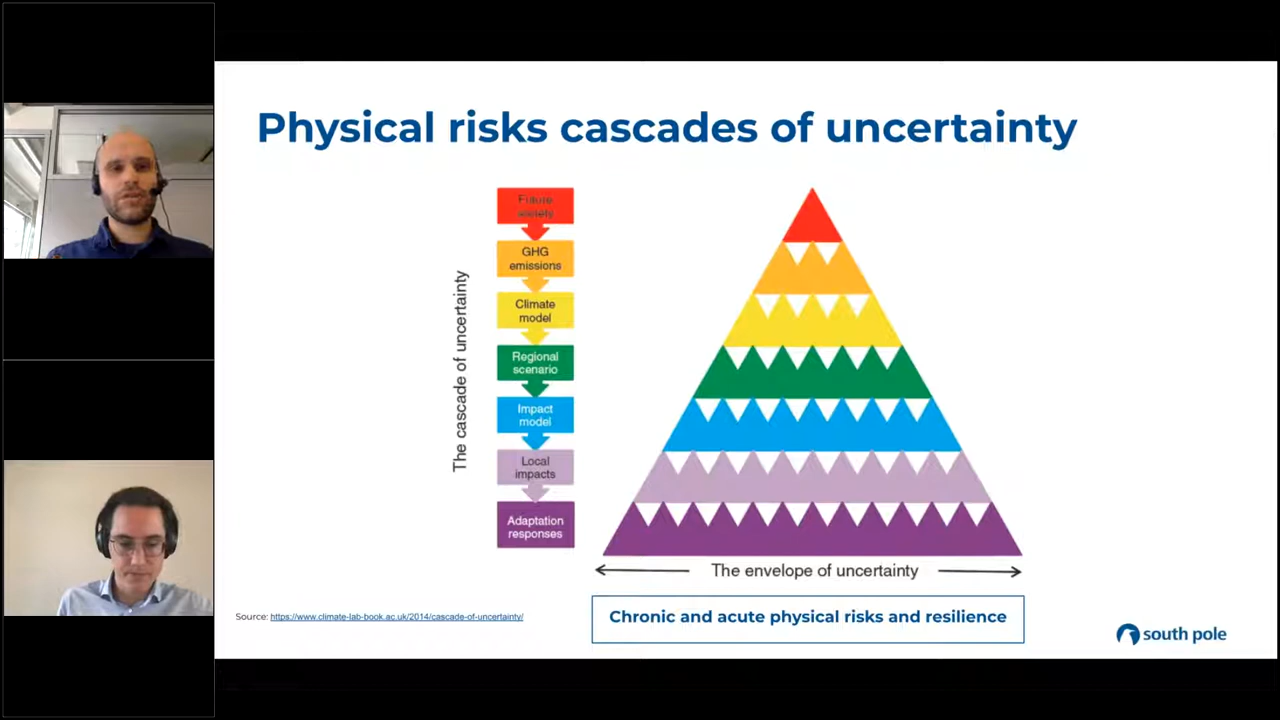 Physical risks cascades of uncertainty
The cascade of uncertainty
Future
society
GHG
emissions
Climate
model
Regional
scenario
Impact
model
Local
impacts
Adaptation
responses
The envelope of uncertainty
Chronic and acute physical risks and resilience
Source: https://www.climate-lab-book.ac.uk/2014/cascade-of-uncertainty/
south pole